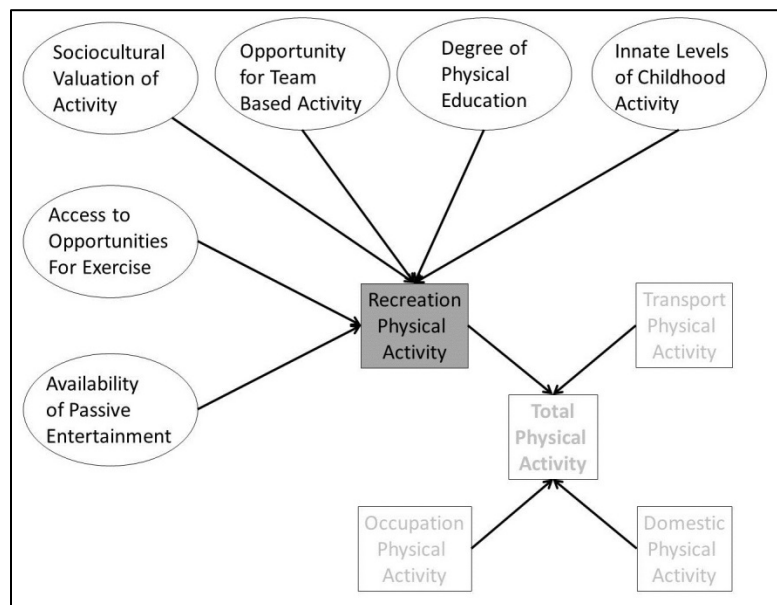 Sociocultural
Valuation of
Activity
Opportunity
for Team
Based Activity
Degree of
Physical
Education
Innate Levels
of Childhood
Activity
Access to
Opportunities
For Exercise
Recreation
Physical
Activity
Transport
Physical
Activity
Availability
of Passive
Entertainment
Total
Physical
Activity
Occupation
Physical
Activity
Domestic
Physical
Activity